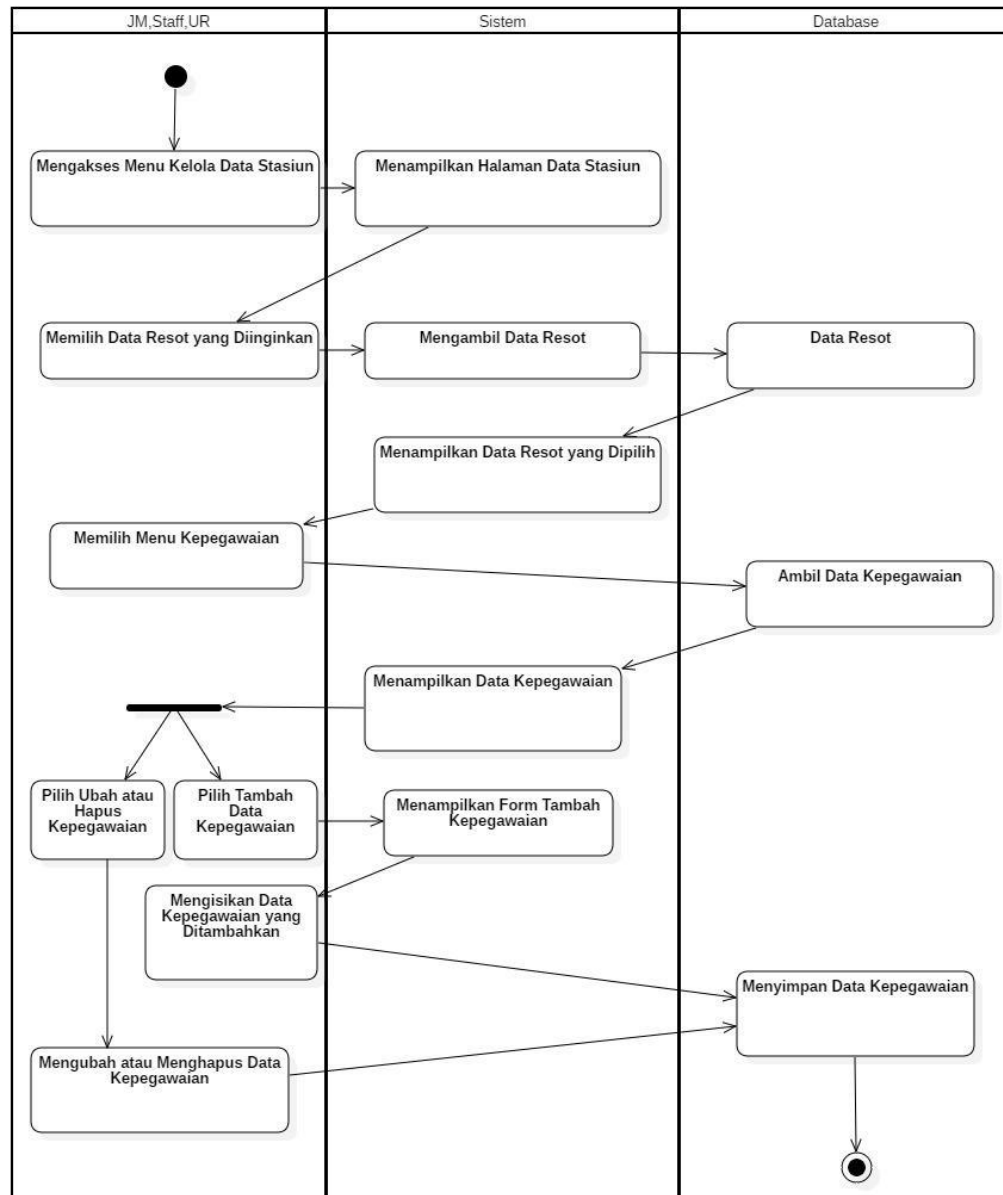 JM,Staff,UR
Sistem
Database
Mengakses Menu Kelola Data Stasiun
Menampilkan Halaman Data Stasiun
Memilih Data Resot yang Diinginkan
Mengambil Data Resot
Data Resot
Menampilkan Data Resot yang Dipilih
Memilih Menu Kepegawaian
Ambil Data Kepegawaian
Menampilkan Data Kepegawaian
Pilih Ubah atau
Hapus
Kepegawaian
Pilih Tambah
Data
Kepegawaian
Menampilkan Form Tambah
Kepegawaian
Mengisikan Data
Kepegawaian yang
Ditambahkan
Menyimpan Data Kepegawaian
Mengubah atau Menghapus Data
Kepegawaian